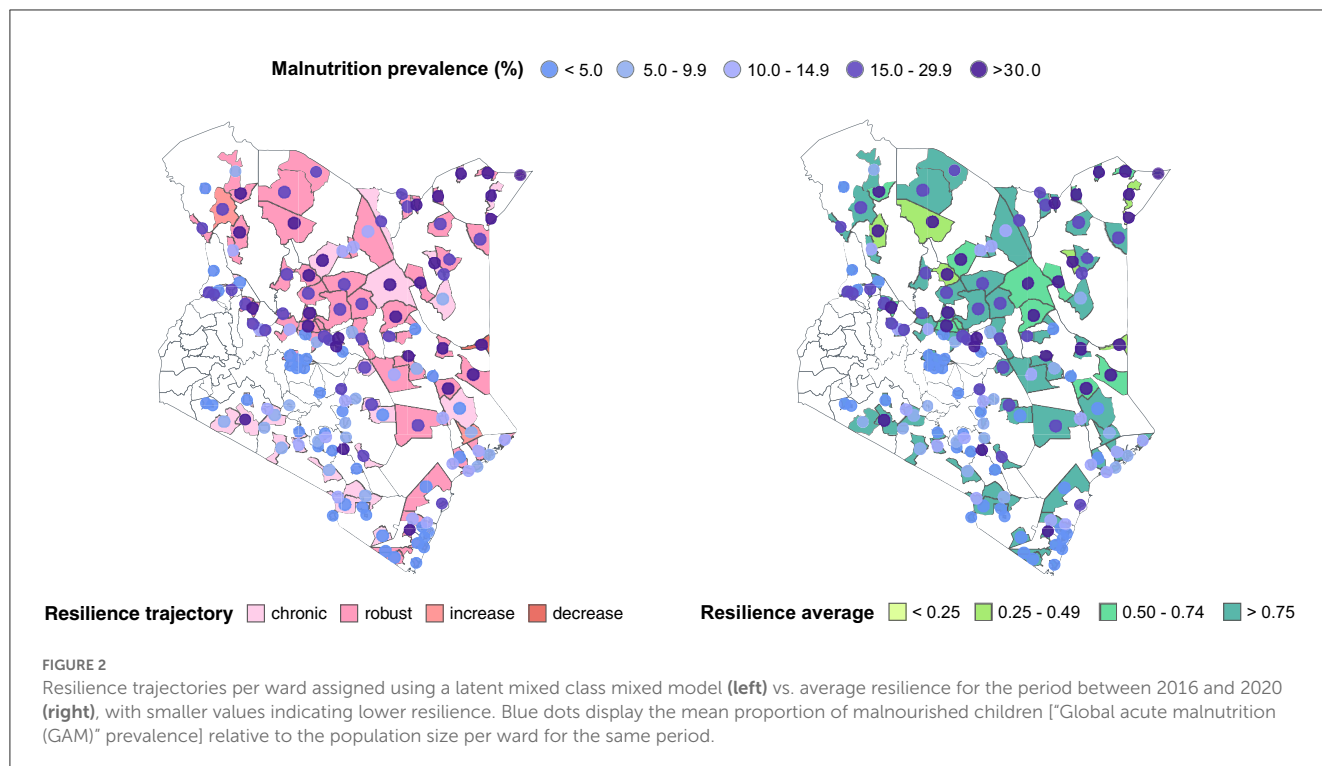 Malnutrition prevalence (%) < 5.0 5.0 - 9.9 10.0 - 14.9 15.0 - 29.9 >30.0
Resilience trajectory chronic robust increase decrease
Resilience average < 0.25 0.25 - 0.49 0.50 - 0.74 > 0.75
FIGURE 2
Resilience trajectories per ward assigned using a latent mixed class mixed model (left) vs. average resilience for the period between 2016 and 2020
(right), with smaller values indicating lower resilience. Blue dots display the mean proportion of malnourished children ["Global acute malnutrition
(GAM)" prevalence] relative to the population size per ward for the same period.